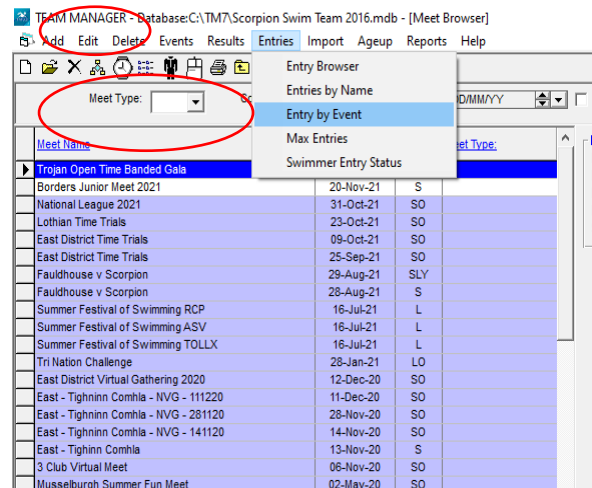 TEAM MANAGER - Database:C:\TM7\Scorpion Swim Team 2016.mdb - [Meet Browser]
Add Edit Delete Events Results Entries Import Ageup Reports Help
Entry Browser
Entries by Name
Entry by Event
Max Entries
Swimmer Entry Status
Meet Type: DD/MM/YY
Meet Name eet Type:
Trojan Open Time Banded Gala
Borders Junior Meet 2021 20-Nov-21 S
National League 2021 31-Oct-21 SO
Lothian Time Trials 23-Oct-21 SO
East District Time Trials 09-Oct-21 SO
East District Time Trials 25-Sep-21 SO
Fauldhouse v Scorpion 29-Aug-21 SLY
Fauldhouse v Scorpion 28-Aug-21 S
Summer Festival of Swimming RCP 16-Jul-21 L
Summer Festival of Swimming ASV 16-Jul-21 L
Summer Festival of Swimming TOLLX 16-Jul-21 L
Tri Nation Challenge 28-Jan-21 LO
East District Virtual Gathering 2020 12-Dec-20 SO
East - Tighninn Comhla - NVG - 111220 11-Dec-20 SO
East - Tighninn Comhla - NVG - 281120 28-Nov-20 SO
East - Tighninn Comhla - NVG - 141120 14-Nov-20 SO
East - Tighinn Comhla 13-Nov-20 S
3 Club Virtual Meet 06-Nov-20 SO
Musselburgh Summer Fun Meet 02-May-20 SO